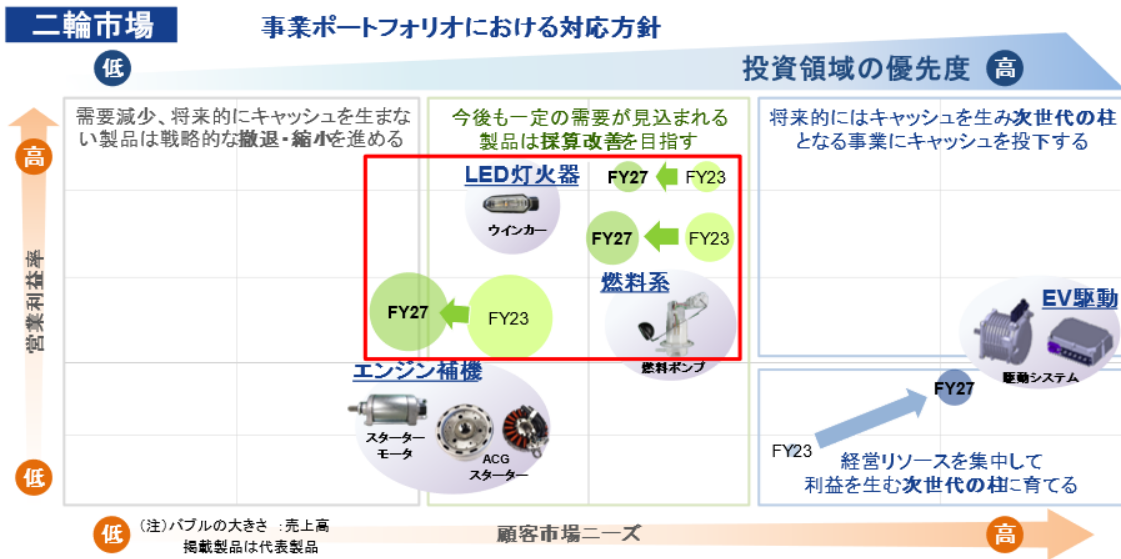 二輪市場
事業ポートフォリオにおける対応方針
低
投資領域の優先度
高
需要減少、将来的にキャッシュを生まな
い製品は戦略的な撤退・縮小を進める
今後も一定の需要が見込まれる
製品は採算改善を目指す
将来的にはキャッシュを生み次世代の柱
となる事業にキャッシュを投下する
高
営業利益率
低
LED灯火器
ウインカー
FY27
FY23
FY27
FY23
燃料系
燃料ポンプ
FY27
FY23
EV駆動
駆動システム
エンジン補機
スターター
モータ
ACG
スターター
FY27
FY23
経営リソースを集中して
利益を生む次世代の柱に育てる
低
(注)バブルの大きさ :売上高
掲載製品は代表製品
顧客市場ニーズ
高